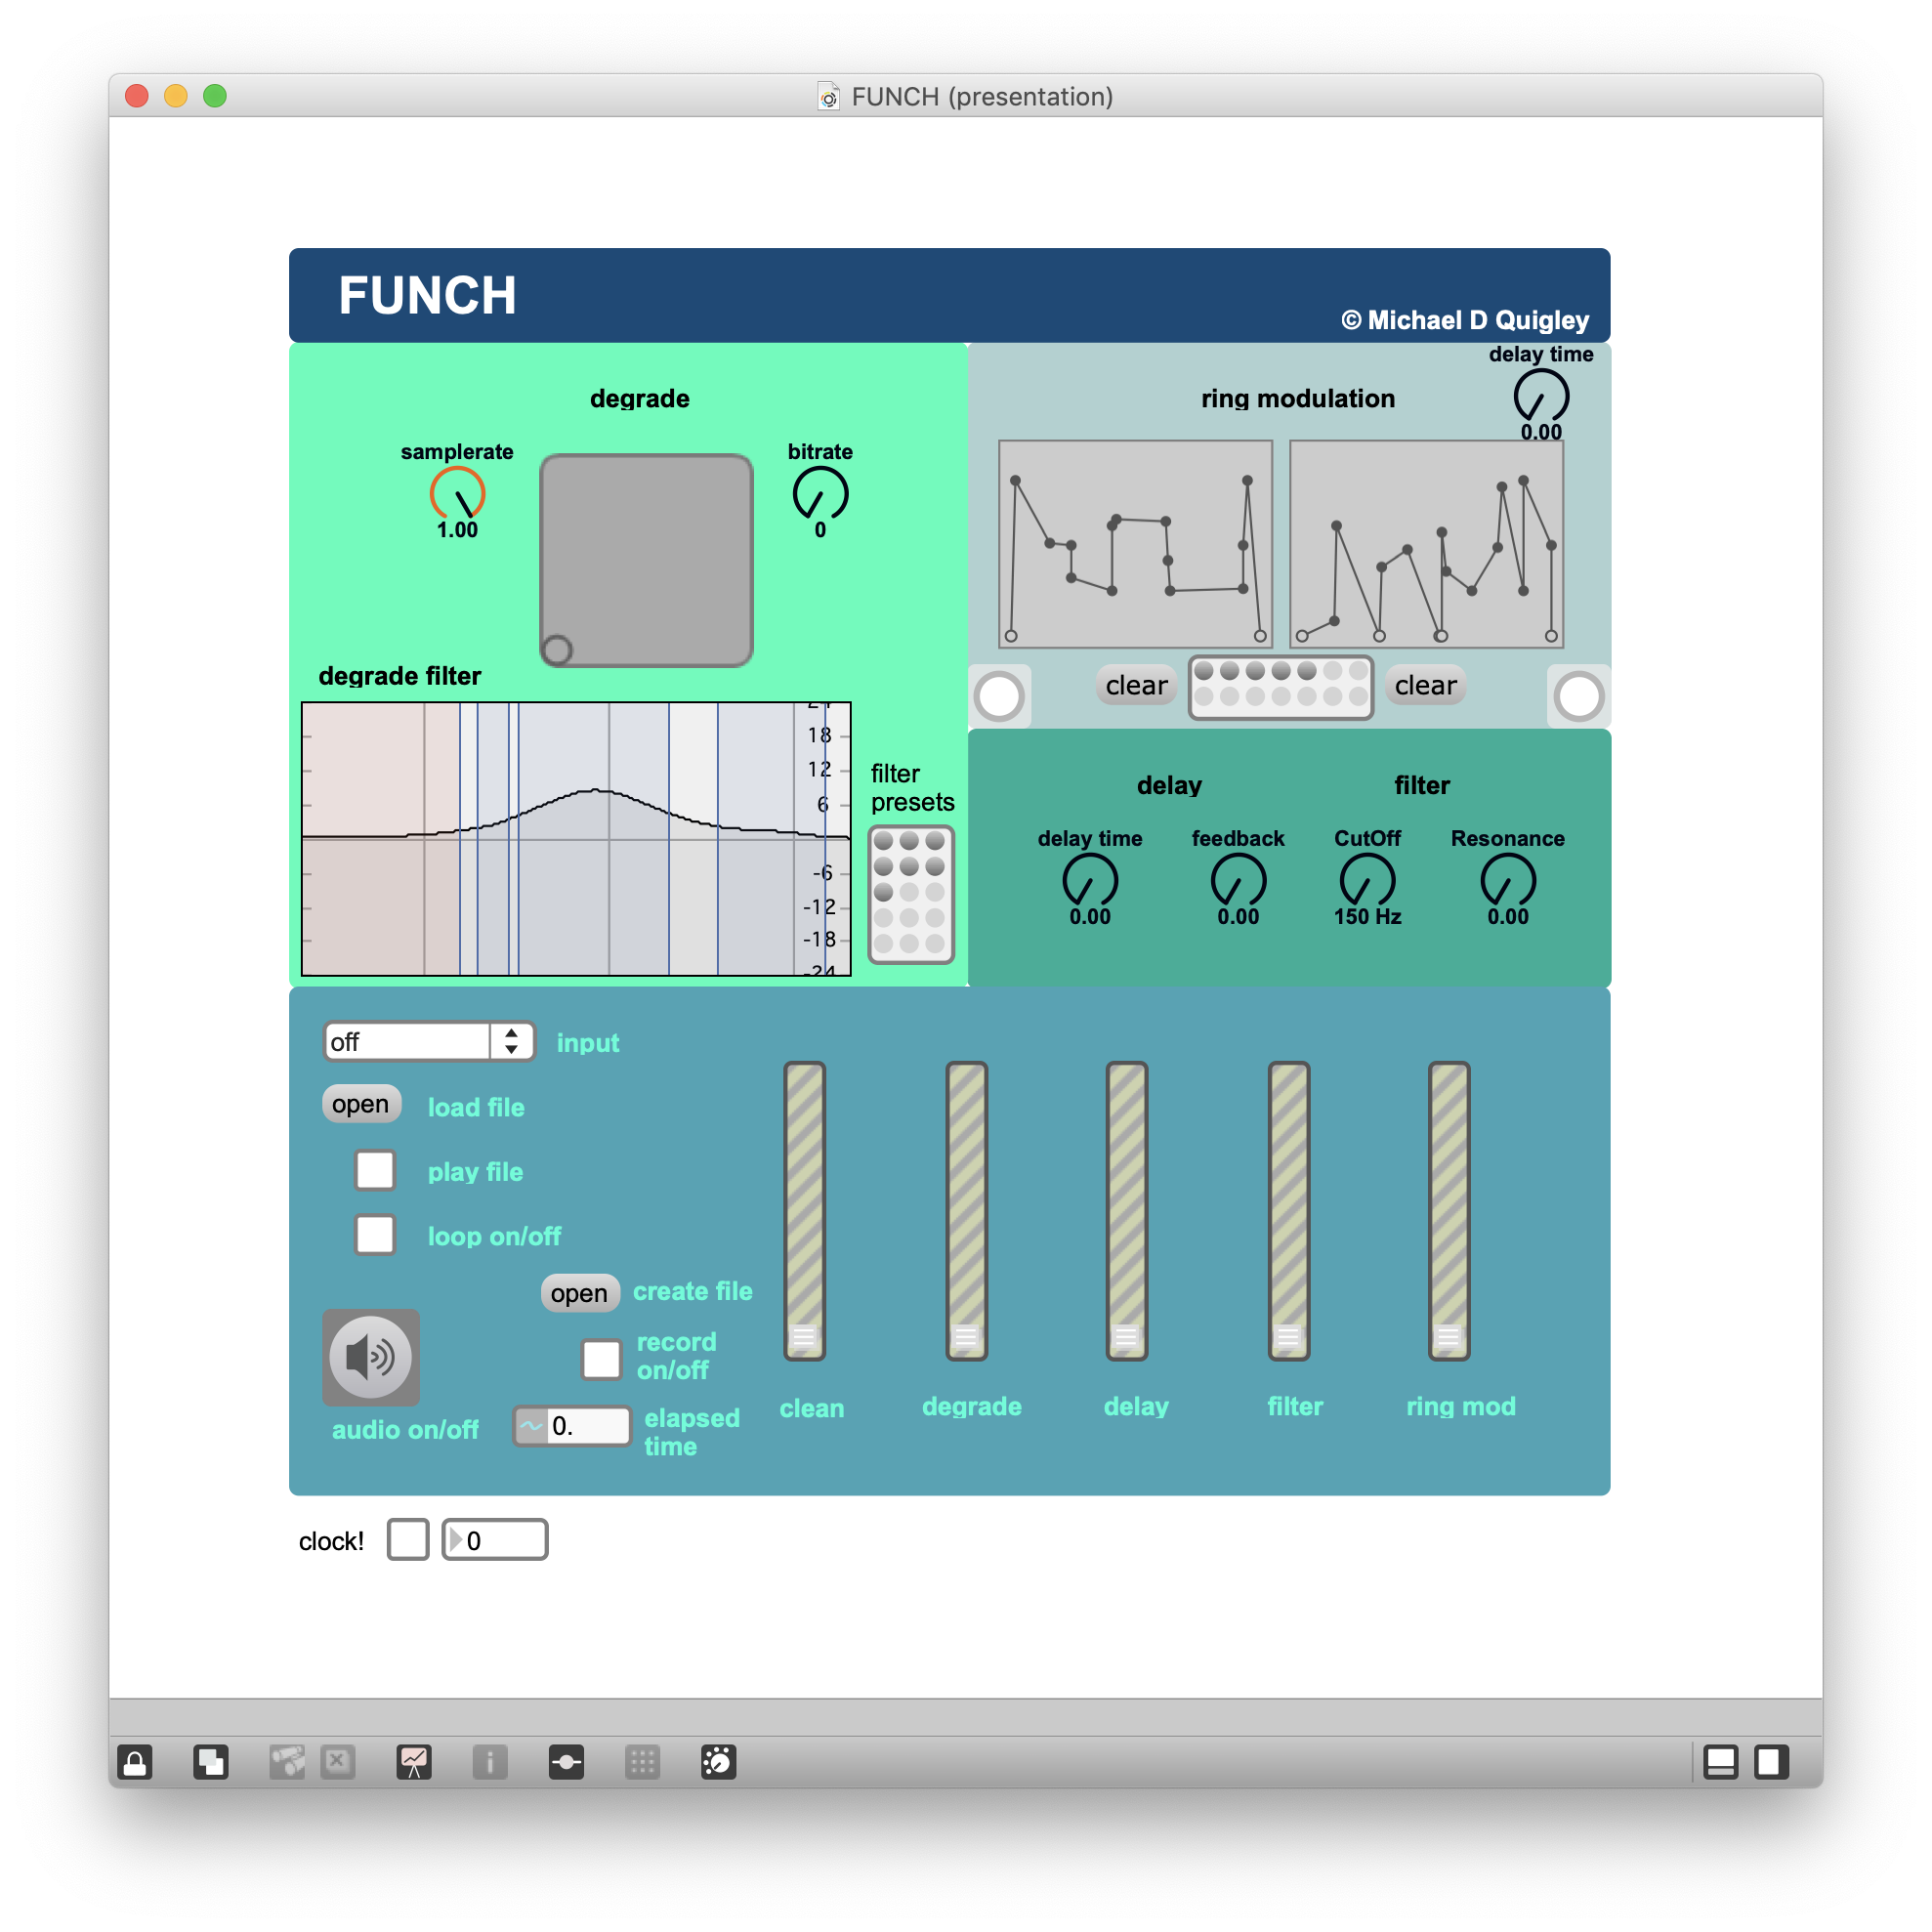 FUNCH (presentation)
FUNCH
© Michael D Quigley
degrade
samplerate
1.00
bitrate
0
degrade filter
24
18
12
6
-6
-12
-18
-24
filter
presets
ring modulation
delay time
0.00
clear
clear
delay
filter
delay time
0.00
feedback
0.00
CutOff
150 Hz
Resonance
0.00
off
input
open
load file
play file
loop on/off
open
create file
record
on/off
audio on/off
0.
elapsed
time
clean
degrade
delay
filter
ring mod
clock!
0